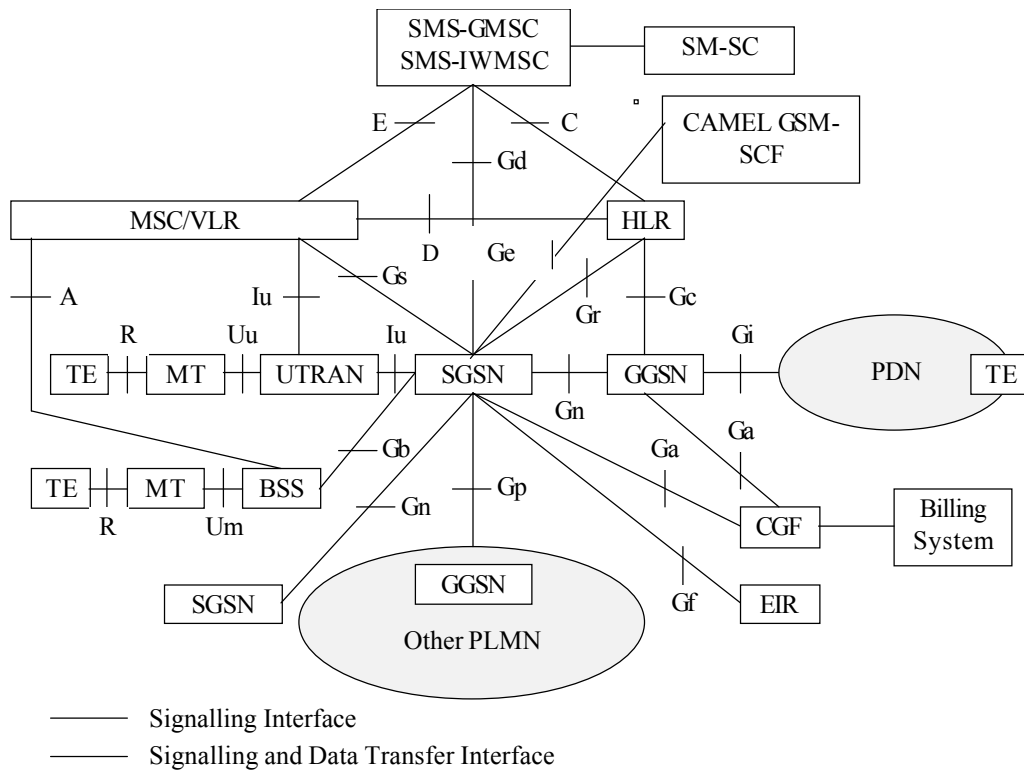 SMS-GMSC
SMS-IWMSC
SM-SC
E
C
CAMEL GSM-
SCF
Gd
MSC/VLR
HLR
D
Ge
A
Iu
Gs
Gr
Gc
R
Uu
Iu
Gi
TE
MT
UTRAN
SGSN
GGSN
PDN
TE
Gn
Gb
Ga
Ga
TE
MT
BSS
Gn
Gp
R
Um
CGF
Billing
System
SGSN
GGSN
Gf
EIR
Other PLMN
Signalling Interface
Signalling and Data Transfer Interface